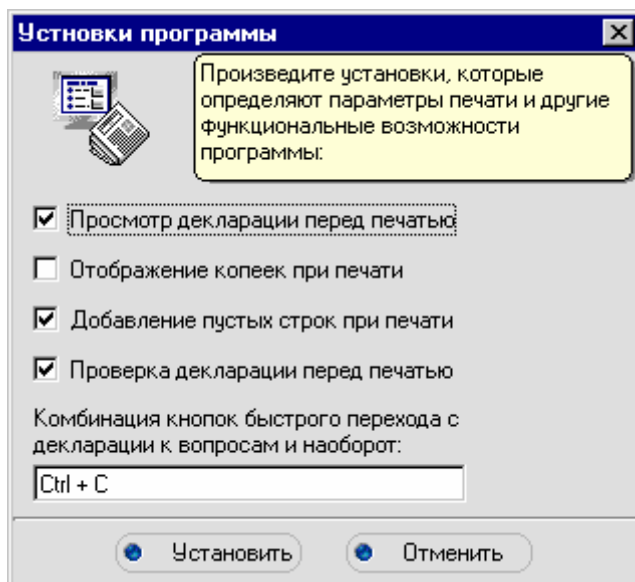 Устновки программы
Произведите установки, которые
определяют параметры печати и другие
функциональные возможности
программы:
Просмотр декларации перед печатью
Отображение копеек при печати
Добавление пустых строк при печати
Проверка декларации перед печатью
Комбинация кнопок быстрого перехода с
декларации к вопросам и наоборот:
Ctrl + C
Установить
Отменить